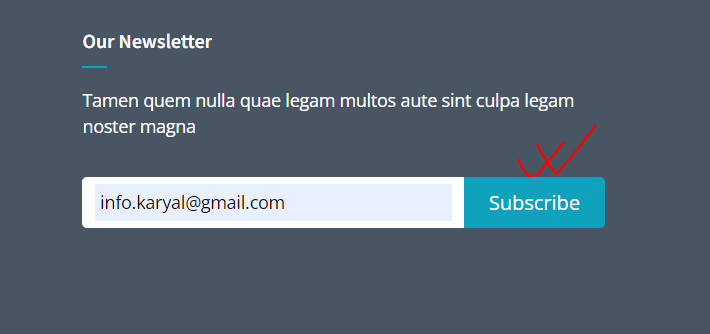 Our Newsletter
Tamen quem nulla quae legam multos aute sint culpa legam
noster magna
info.karyal@gmail.com
Subscribe